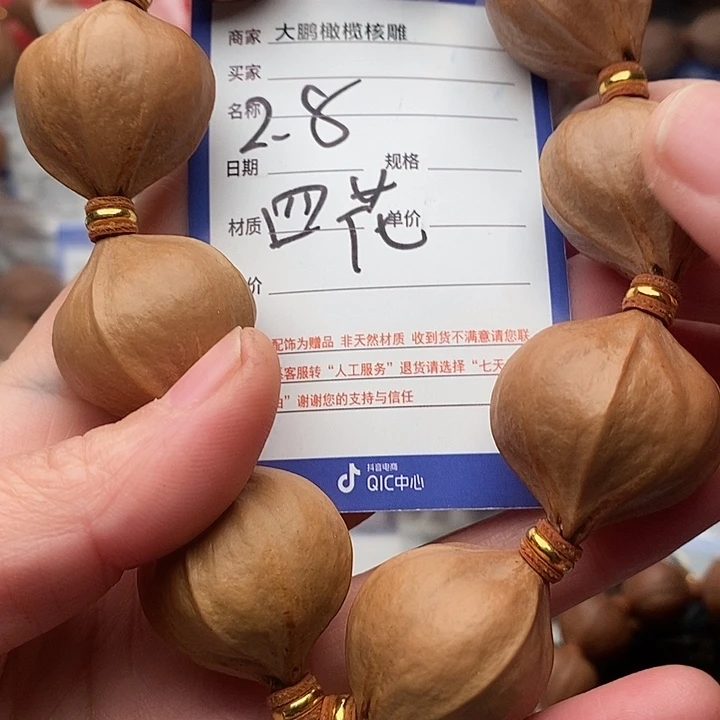 商家 大鹏橄榄核雕
买家
名称 2-8
日期 规格
材质 四花 单价
价
配饰为赠品 非天然材质 收到货不满意请您联
客服转“人工服务”退货请选择“七天
”谢谢您的支持与信任
抖音电商
QIC中心